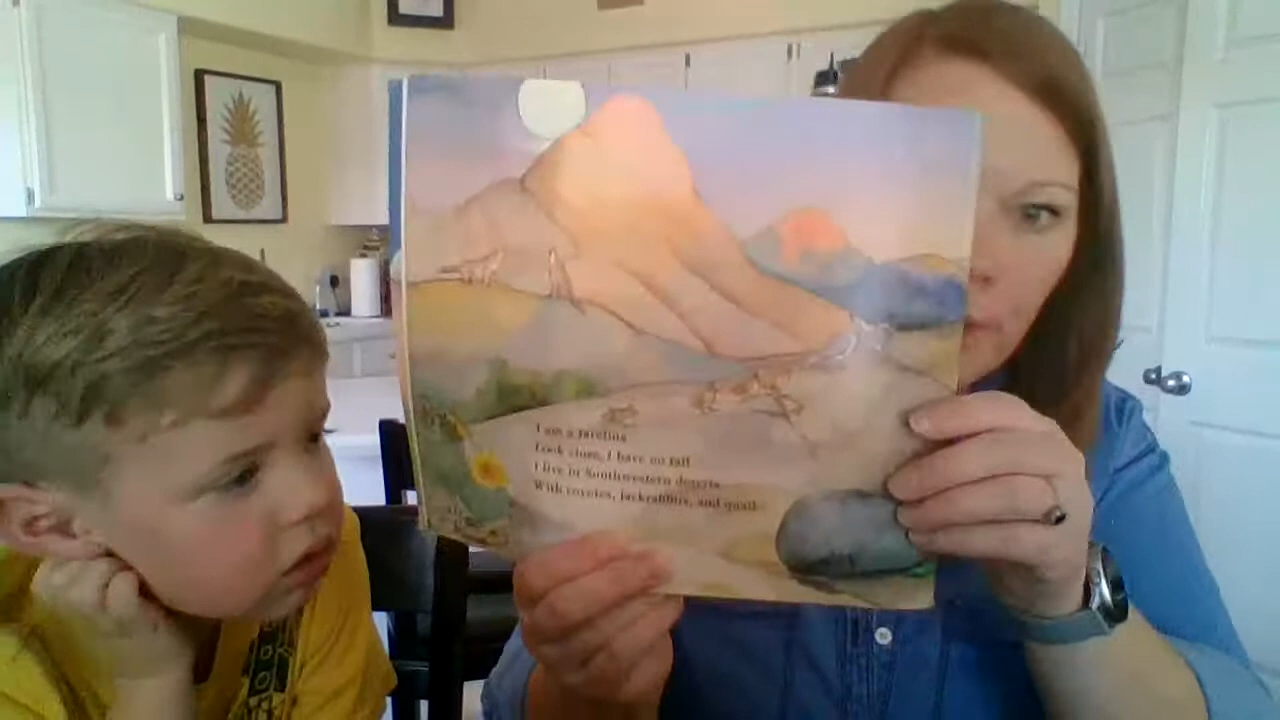 I am a javelina
Look close, I have no tail
I live in Southwestern deserts
With coyotes, jackrabbits, and quail